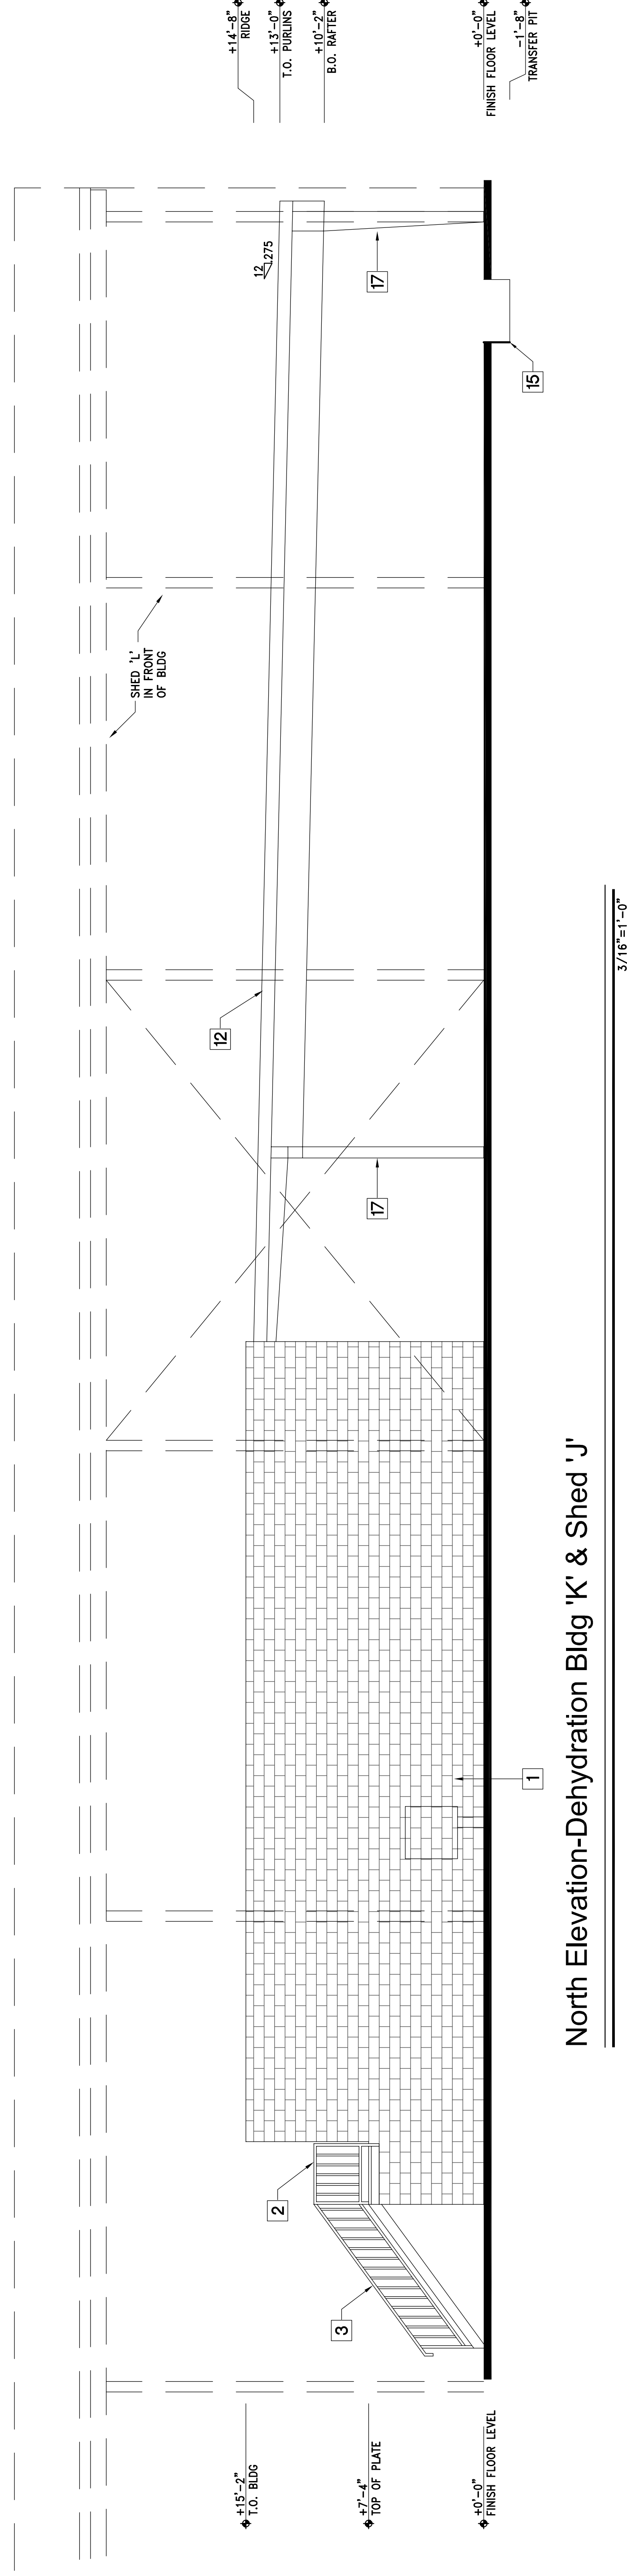 +15'-2"
T.O. BLDG
+7'-4"
TOP OF PLATE
+0'-0"
FINISH FLOOR LEVEL
3
2
1
17
12
SHED 'L'
IN FRONT
OF BLDG
12
.275
17
15
+14'-8"
RIDGE
+13'-0"
T.O. PURLINS
+10'-2"
B.O. RAFTER
+0'-0"
FINISH FLOOR LEVEL
-1'-8"
TRANSFER PIT
North Elevation-Dehydration Bldg 'K' & Shed 'J'
3/16"=1'-0"